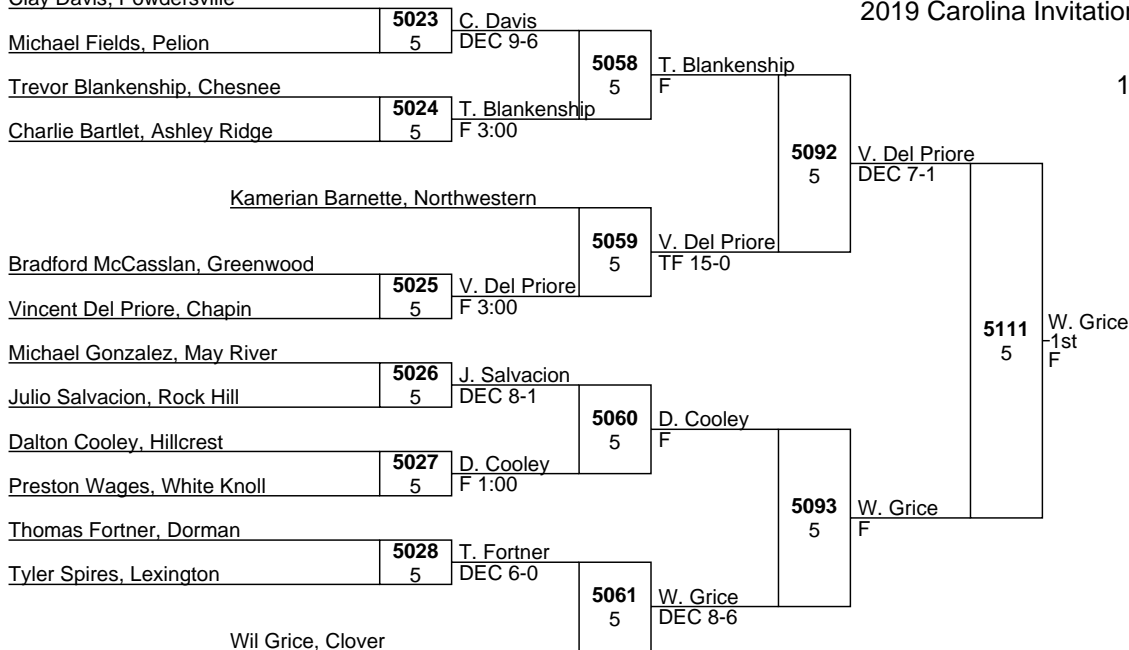 Clay Davis, Powdersville
2019 Carolina Invitation
5023
5
C. Davis
DEC 9-6
Michael Fields, Pelion
5058
5
T. Blankenship
F
1
Trevor Blankenship, Chesnee
5024
5
T. Blankenship
F 3:00
Charlie Bartlet, Ashley Ridge
5092
5
V. Del Priore
DEC 7-1
Kamerian Barnette, Northwestern
5059
5
V. Del Priore
TF 15-0
Bradford McCasslan, Greenwood
5025
5
V. Del Priore
F 3:00
Vincent Del Priore, Chapin
5111
5
W. Grice
1st
F
Michael Gonzalez, May River
5026
5
J. Salvacion
DEC 8-1
Julio Salvacion, Rock Hill
5060
5
D. Cooley
F
Dalton Cooley, Hillcrest
5027
5
D. Cooley
F 1:00
Preston Wages, White Knoll
5093
5
W. Grice
F
Thomas Fortner, Dorman
5028
5
T. Fortner
DEC 6-0
Tyler Spires, Lexington
5061
5
W. Grice
DEC 8-6
Wil Grice, Clover